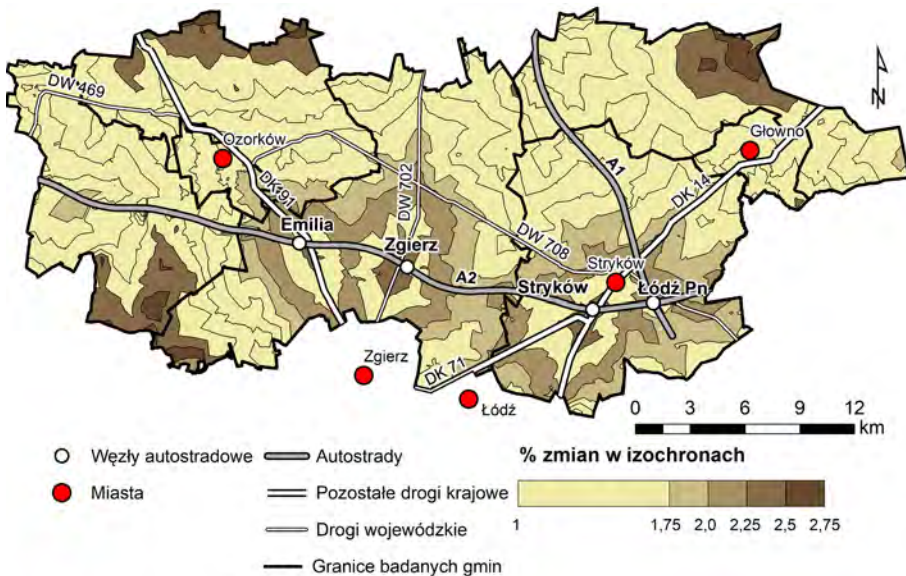 DW 469
Ozorków
DK 91
DW 702
A1
Głowno
DK 14
Emilia
Zgierz
DW 708
A2
Stryków
Stryków
Łódź Pn.
DK 71
Zgierz
Łódź
0 3 6 9 12
km
Węzły autostradowe
Miasta
Autostrady
Pozostałe drogi krajowe
Drogi wojewódzkie
Granice badanych gmin
% zmian w izochronach
1 1,75 2,0 2,25 2,5 2,75
N